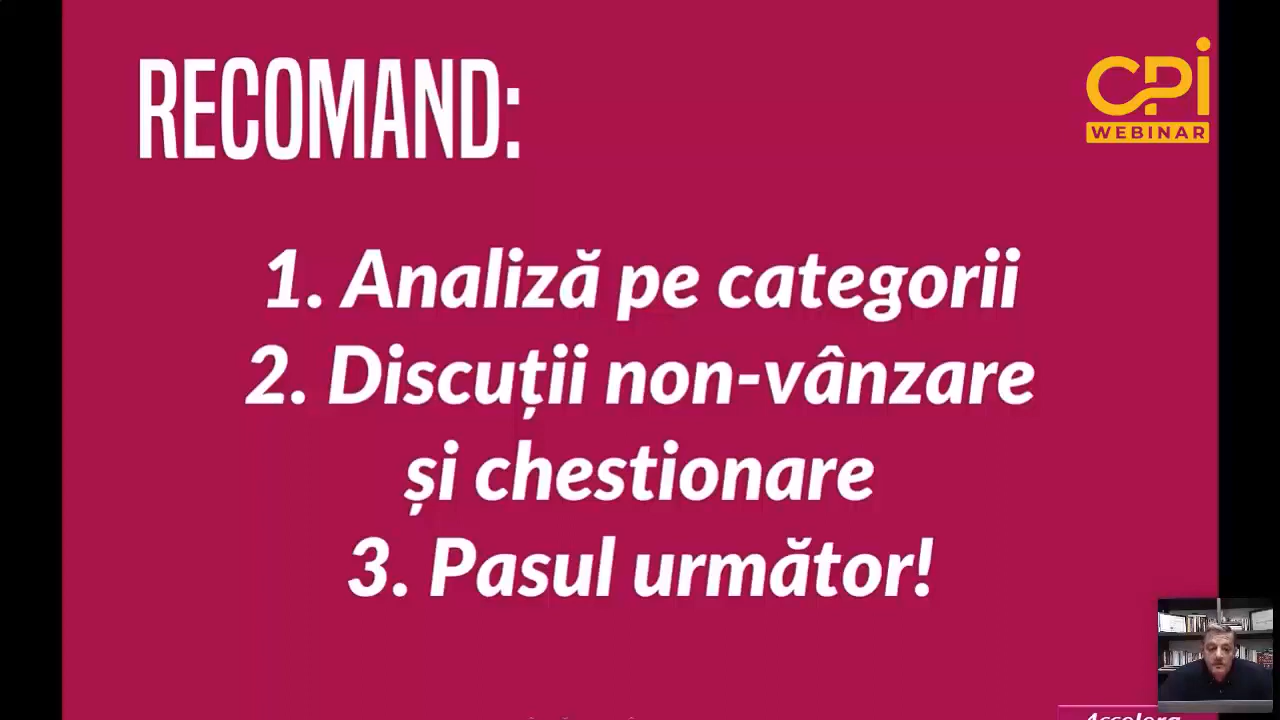 RECOMAND:
CPi
WEBINAR
1. Analiză pe categorii
2. Discuții non-vânzare
și chestionare
3. Pasul următor!